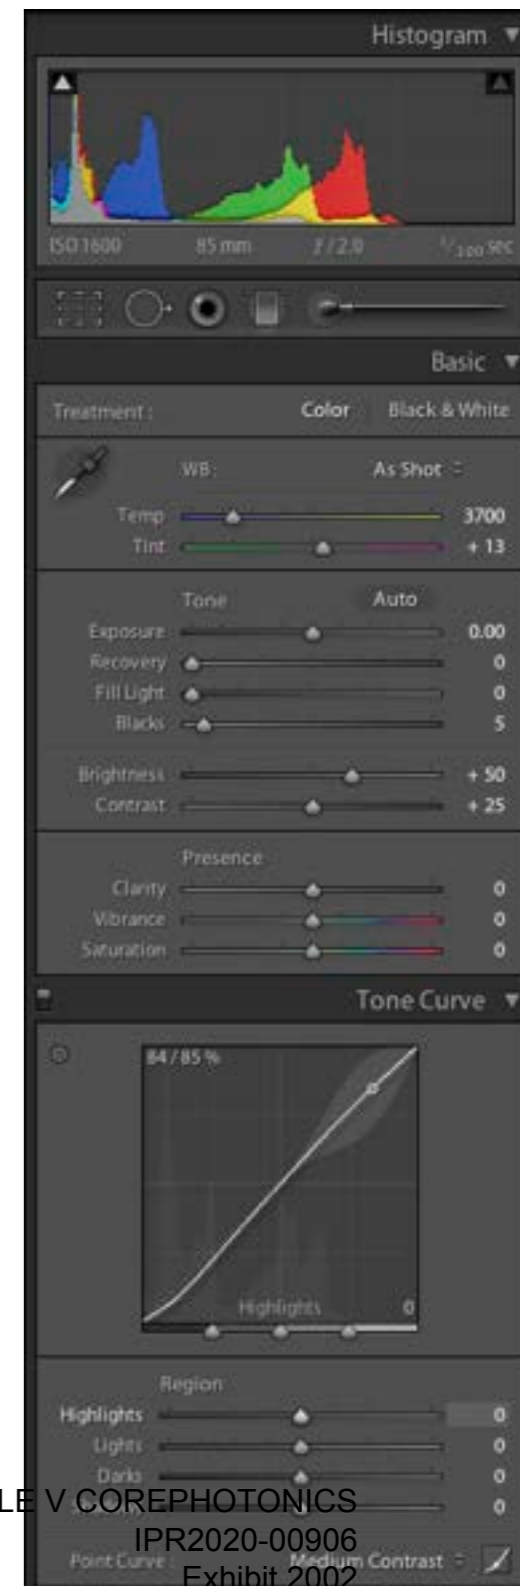 Histogram
ISO 1600 85 mm f / 2.0 1/200 sec
Basic
Treatment : Color Black & White
WB : As Shot
Temp 3700
Tint + 13
Tone Auto
Exposure 0.00
Recovery 0
Fill Light 0
Blacks 5
Brightness + 50
Contrast + 25
Presence
Clarity 0
Vibrance 0
Saturation 0
Tone Curve
84 / 85 %
Highlights 0
Region
Highlights 0
Lights 0
Darks 0
0
LE V COREPHOTONICS
IPR2020-00906
Point Curve : Medium Contrast
Exhibit 2002